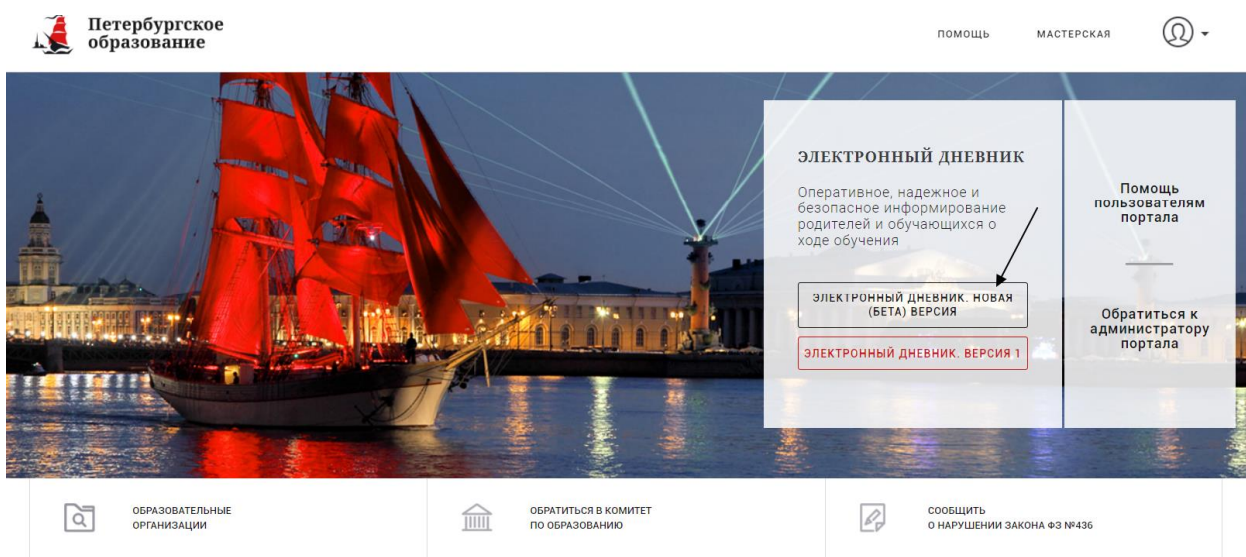 Петербургское
образование
ПОМОЩЬ
МАСТЕРСКАЯ
ЭЛЕКТРОННЫЙ ДНЕВНИК
Оперативное, надежное и
безопасное информирование
родителей и обучающихся о
ходе обучения
ЭЛЕКТРОННЫЙ ДНЕВНИК. НОВАЯ
(БЕТА) ВЕРСИЯ
ЭЛЕКТРОННЫЙ ДНЕВНИК. ВЕРСИЯ 1
Помощь
пользователям
портала
Обратиться к
администратору
портала
ОБРАЗОВАТЕЛЬНЫЕ
ОРГАНИЗАЦИИ
ОБРАТИТЬСЯ В КОМИТЕТ
ПО ОБРАЗОВАНИЮ
СООБЩИТЬ
О НАРУШЕНИИ ЗАКОНА ФЗ №436